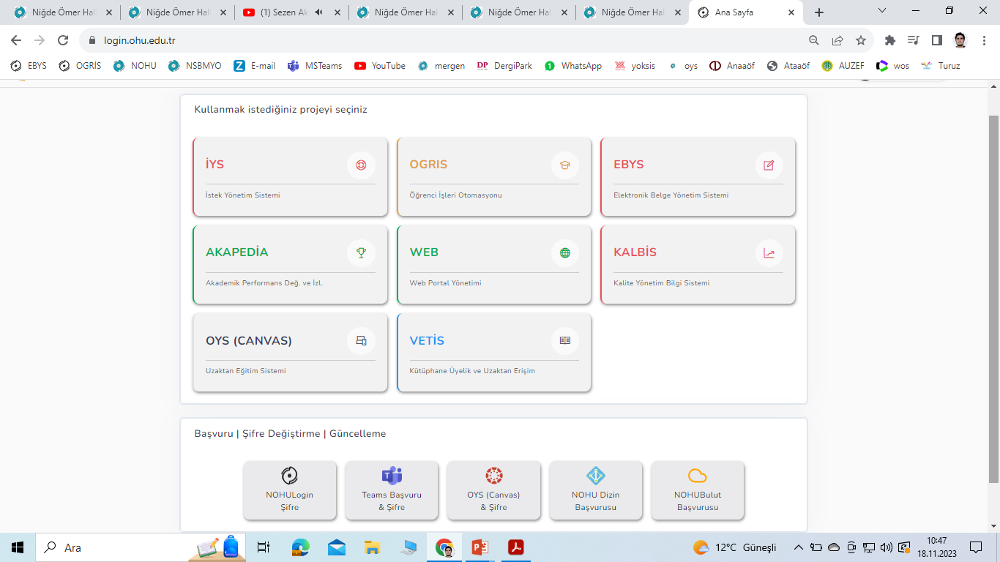 Niğde Ömer Hali
Niğde Ömer Hali
(1) Sezen Ak
Niğde Ömer Hali
Niğde Ömer Hali
Niğde Ömer Hali
Ana Sayfa
login.ohu.edu.tr
EBYS
OGRİS
NOHU
NSBMYO
E-mail
MSTeams
YouTube
mergen
DergiPark
WhatsApp
yoksis
oys
Anaaöf
Ataaöf
AUZEF
wos
Turuz
Kullanmak istediğiniz projeyi seçiniz
İYS
İstek Yönetim Sistemi
OGRIS
Öğrenci İşleri Otomasyonu
EBYS
Elektronik Belge Yönetim Sistemi
AKAPEDİA
Akademik Performans Değ. ve İzl.
WEB
Web Portal Yönetimi
KALBİS
Kalite Yönetim Bilgi Sistemi
OYS (CANVAS)
Uzaktan Eğitim Sistemi
VETİS
Kütüphane Üyelik ve Uzaktan Erişim
Başvuru | Şifre Değiştirme | Güncelleme
NOHULogin
Şifre
Teams Başvuru
& Şifre
OYS (Canvas)
& Şifre
NOHU Dizin
Başvurusu
NOHUBulut
Başvurusu
Ara
12°C Güneşli
10:47
18.11.2023